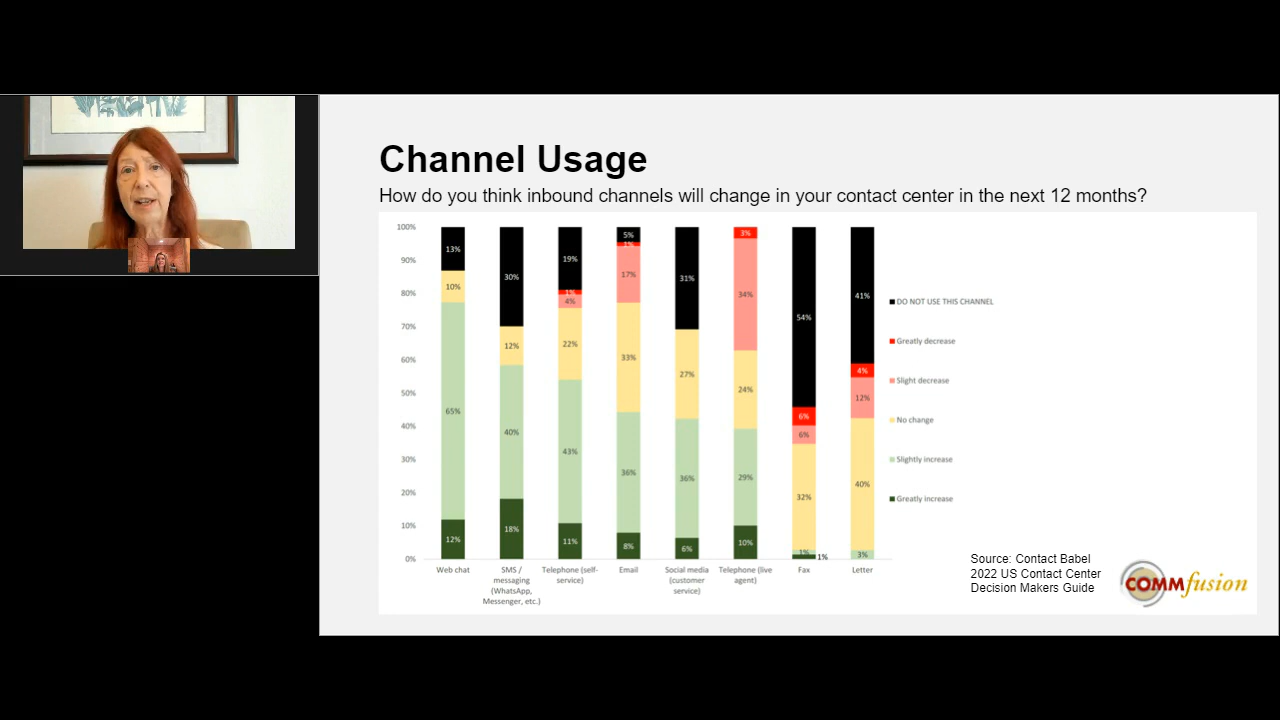 Channel Usage
How do you think inbound channels will change in your contact center in the next 12 months?
100%
90%
80%
70%
60%
50%
40%
30%
20%
10%
0%
13%
10%
65%
12%
30%
12%
40%
18%
19%
1%
4%
22%
43%
11%
5%
1%
17%
33%
36%
8%
31%
27%
36%
6%
3%
34%
24%
29%
10%
54%
6%
6%
32%
1%
1%
41%
4%
12%
40%
3%
Web chat
SMS /
messaging
(WhatsApp,
Messenger, etc.)
Telephone (self-
service)
Email
Social media
(customer
service)
Telephone (live
agent)
Fax
Letter
DO NOT USE THIS CHANNEL
Greatly decrease
Slight decrease
No change
Slightly increase
Greatly increase
Source: Contact Babel
2022 US Contact Center
Decision Makers Guide
COMMfusion